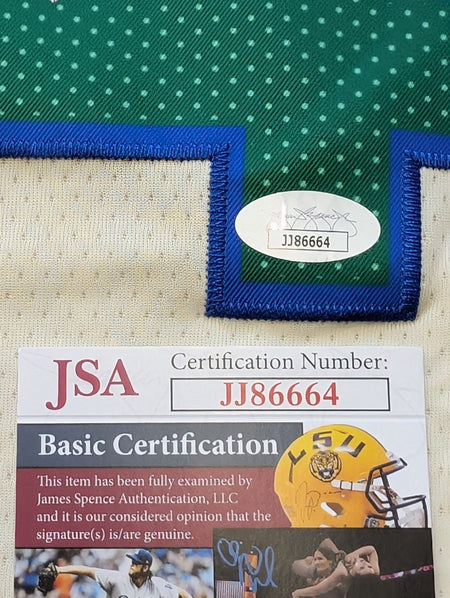 JJ86664
JSA
Certification Number:
JJ86664
Basic Certification
This item has been fully examined by
James Spence Authentication, LLC
and it is our considered opinion that the
signature(s) is/are genuine.
LSU